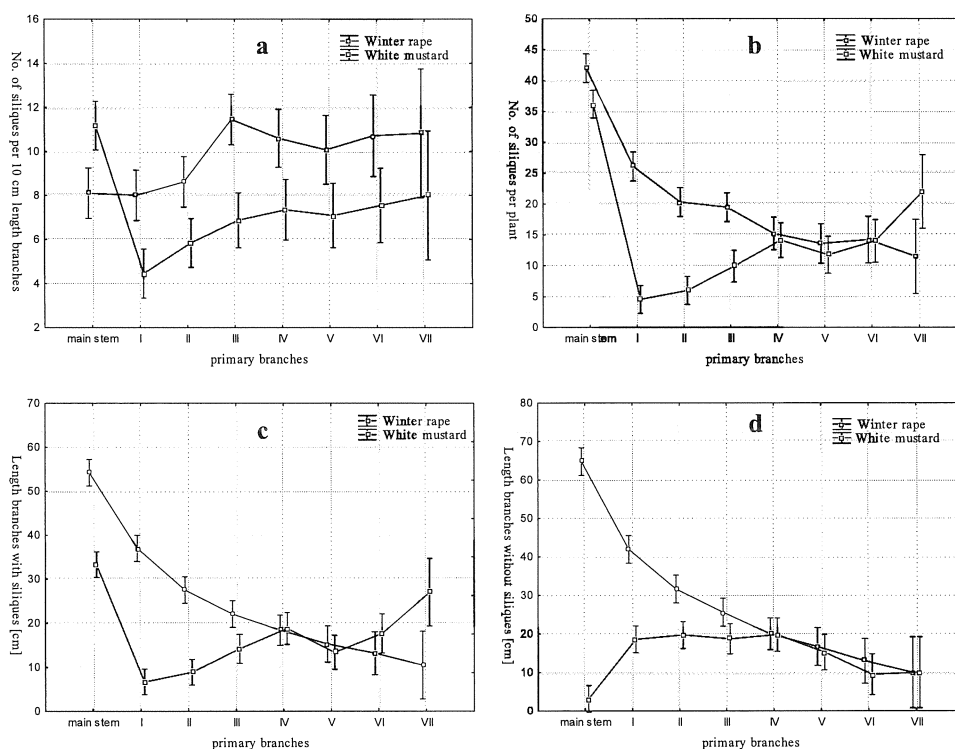 a
Winter rape
White mustard
No. of siliques per 10 cm length branches
16
14
12
10
8
6
4
2
main stem I II III IV V VI VII
primary branches
b
Winter rape
White mustard
No. of siliques per plant
50
45
40
35
30
25
20
15
10
5
0
main stem I II III IV V VI VII
primary branches
c
Winter rape
White mustard
Length branches with siliques [cm]
70
60
50
40
30
20
10
0
main stem I II III IV V VI VII
primary branches
d
Winter rape
White mustard
Length branches without siliques [cm]
80
70
60
50
40
30
20
10
0
main stem I II III IV V VI VII
primary branches